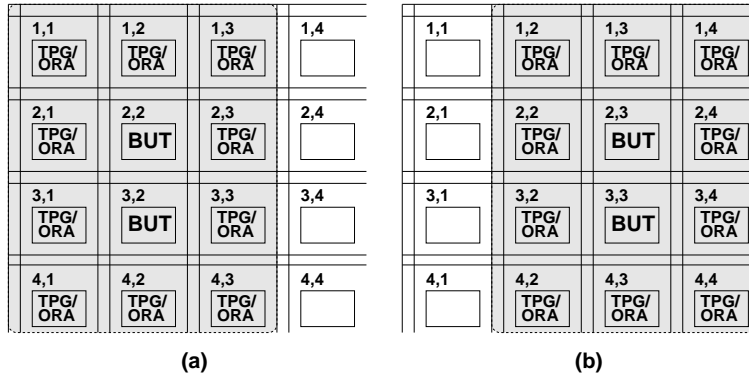 1,1 1,2 1,3 1,4
TPG/ TPG/ TPG/
ORA ORA ORA
2,1 2,2 2,3 2,4
TPG/ BUT TPG/
ORA ORA
3,1 3,2 3,3 3,4
TPG/ BUT TPG/
ORA ORA
4,1 4,2 4,3 4,4
TPG/ TPG/ TPG/
ORA ORA ORA
(a)
1,1 1,2 1,3 1,4
TPG/ TPG/ TPG/
ORA ORA ORA
2,1 2,2 2,3 2,4
TPG/ BUT TPG/
ORA ORA
3,1 3,2 3,3 3,4
TPG/ BUT TPG/
ORA ORA
4,1 4,2 4,3 4,4
TPG/ TPG/ TPG/
ORA ORA ORA
(b)